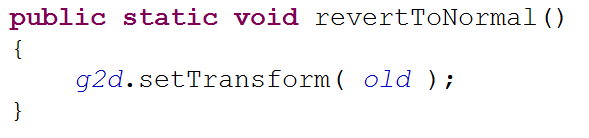 public static void revertToNormal()
{
    g2d.setTransform( old );
}